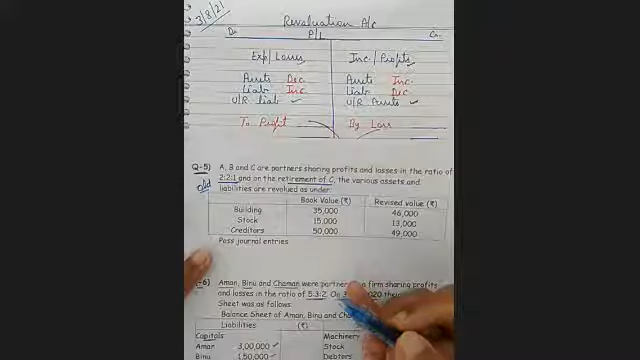 3/8/21
Revaluation A/c
Dr. P/L Cr.
Exp/Losses Inc./Profits
Assets Dec Assets Inc.
Liab Inc. Liab Dec
U/R Liab U/R Assets
To Profit By Loss
Q-5) A, B and C are partners sharing profits and losses in the ratio of
2:2:1 and on the retirement of C, the various assets and
old liabilities are revalued as under:
Book Value (₹) Revised value (₹)
Building 35,000 46,000
Stock 15,000 13,000
Creditors 50,000 49,000
Pass journal entries
-6) Aman, Binu and Chaman were partners a firm sharing profits
and losses in the ratio of 5:3:2. On 020
Sheet was as follows:
Balance Sheet of Aman, Binu and
Liabilities (₹)
Capitals Machinery
Aman 3,00,000 Stock
Binu 1,50,000 Debtors